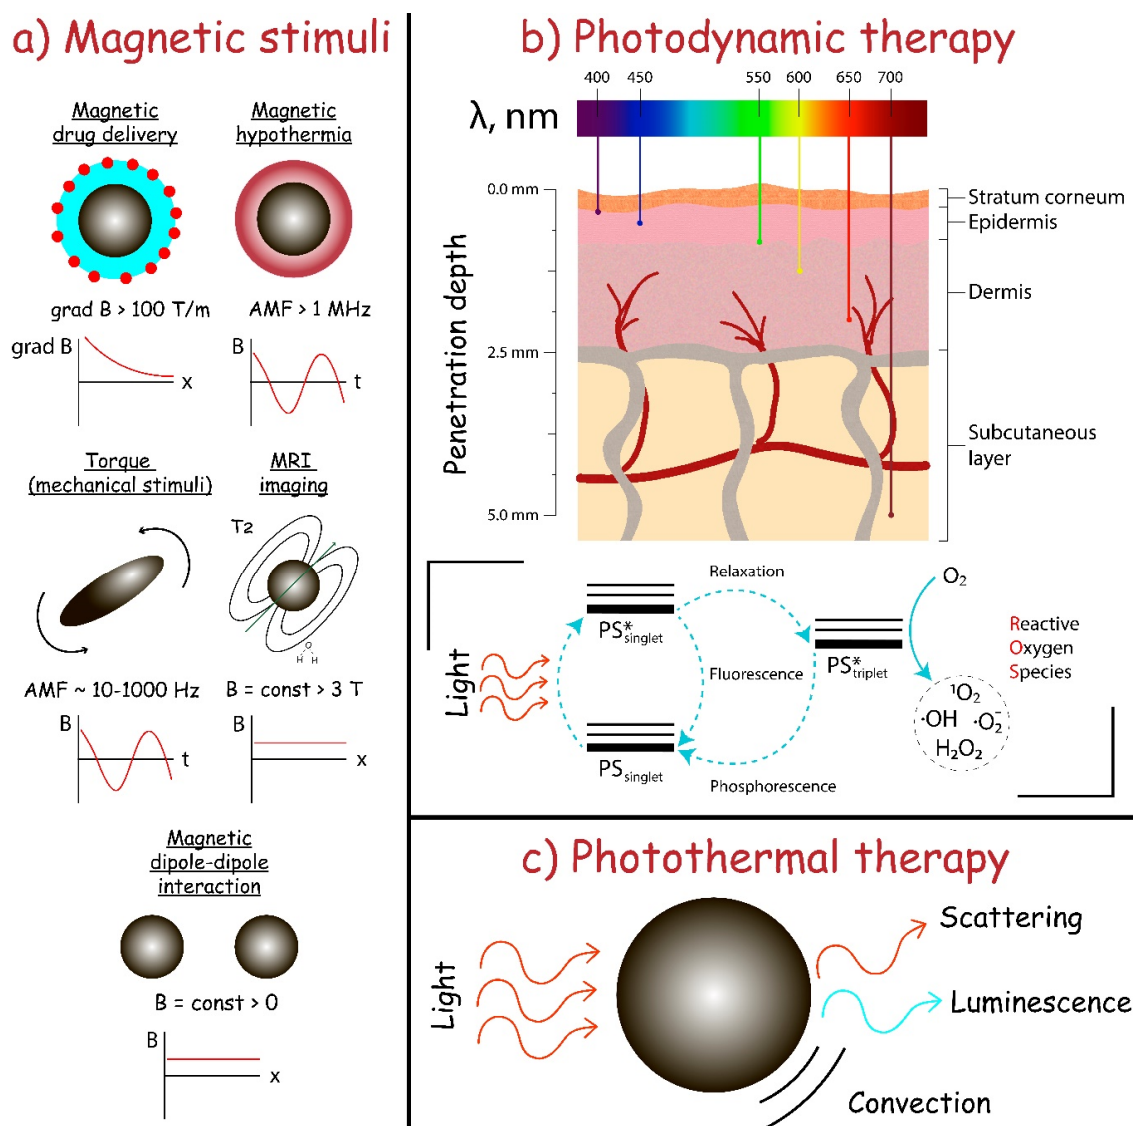 a) Magnetic stimuli
Magnetic
drug delivery
grad B > 100 T/m
grad B
x
Magnetic
hypothermia
AMF > 1 MHz
B
t
Torque
(mechanical stimuli)
AMF ~ 10-1000 Hz
B
t
MRI
imaging
T2
O
H H
B = const > 3 T
B
x
Magnetic
dipole-dipole
interaction
B = const > 0
B
x
b) Photodynamic therapy
400 450 550 600 650 700
λ, nm
Penetration depth
0.0 mm
2.5 mm
5.0 mm
Stratum corneum
Epidermis
Dermis
Subcutaneous
layer
Light
PS*singlet
PSsinglet
Relaxation
Fluorescence
Phosphorescence
PS*triplet
O₂
Reactive
Oxygen
Species
¹O₂
·OH ·O₂⁻
H₂O₂
c) Photothermal therapy
Light
Scattering
Luminescence
Convection